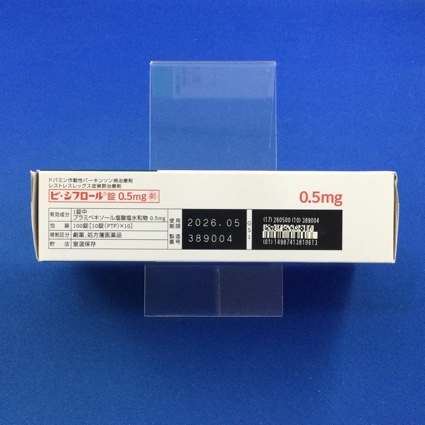 ドパミン作動性パーキンソン病治療剤
レストレスレッグス症候群治療剤
ビ・シフロール®錠 0.5mg 劇
0.5mg
有効成分 1錠中
プラミペキソール塩酸塩水和物 0.5mg
包装 100錠[10錠(PTP)×10]
規制区分 劇薬、処方箋医薬品
貯法 室温保存
使用期限 2026.05
製造番号 389004
GS1
(17)260500(10)389004
(01)14987413810613